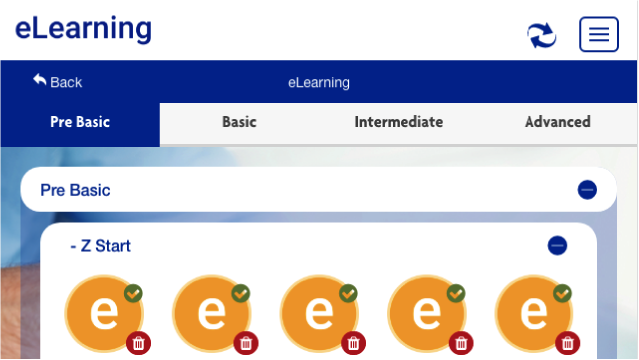 eLearning
Back
eLearning
Pre Basic
Basic
Intermediate
Advanced
Pre Basic
- Z Start
e
e
e
e
e